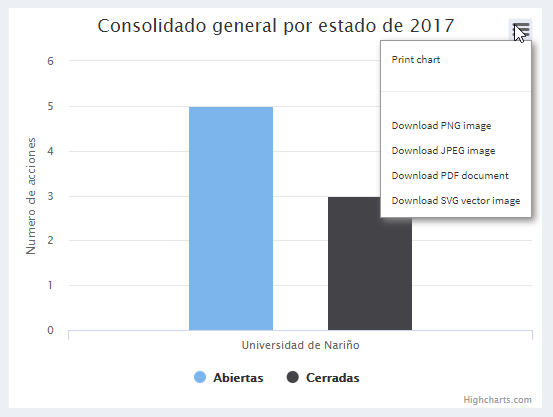 Consolidado general por estado de 2017
Print chart
Download PNG image
Download JPEG image
Download PDF document
Download SVG vector image
Numero de acciones
6
5
4
3
2
1
0
Universidad de Nariño
Abiertas Cerradas
Highcharts.com